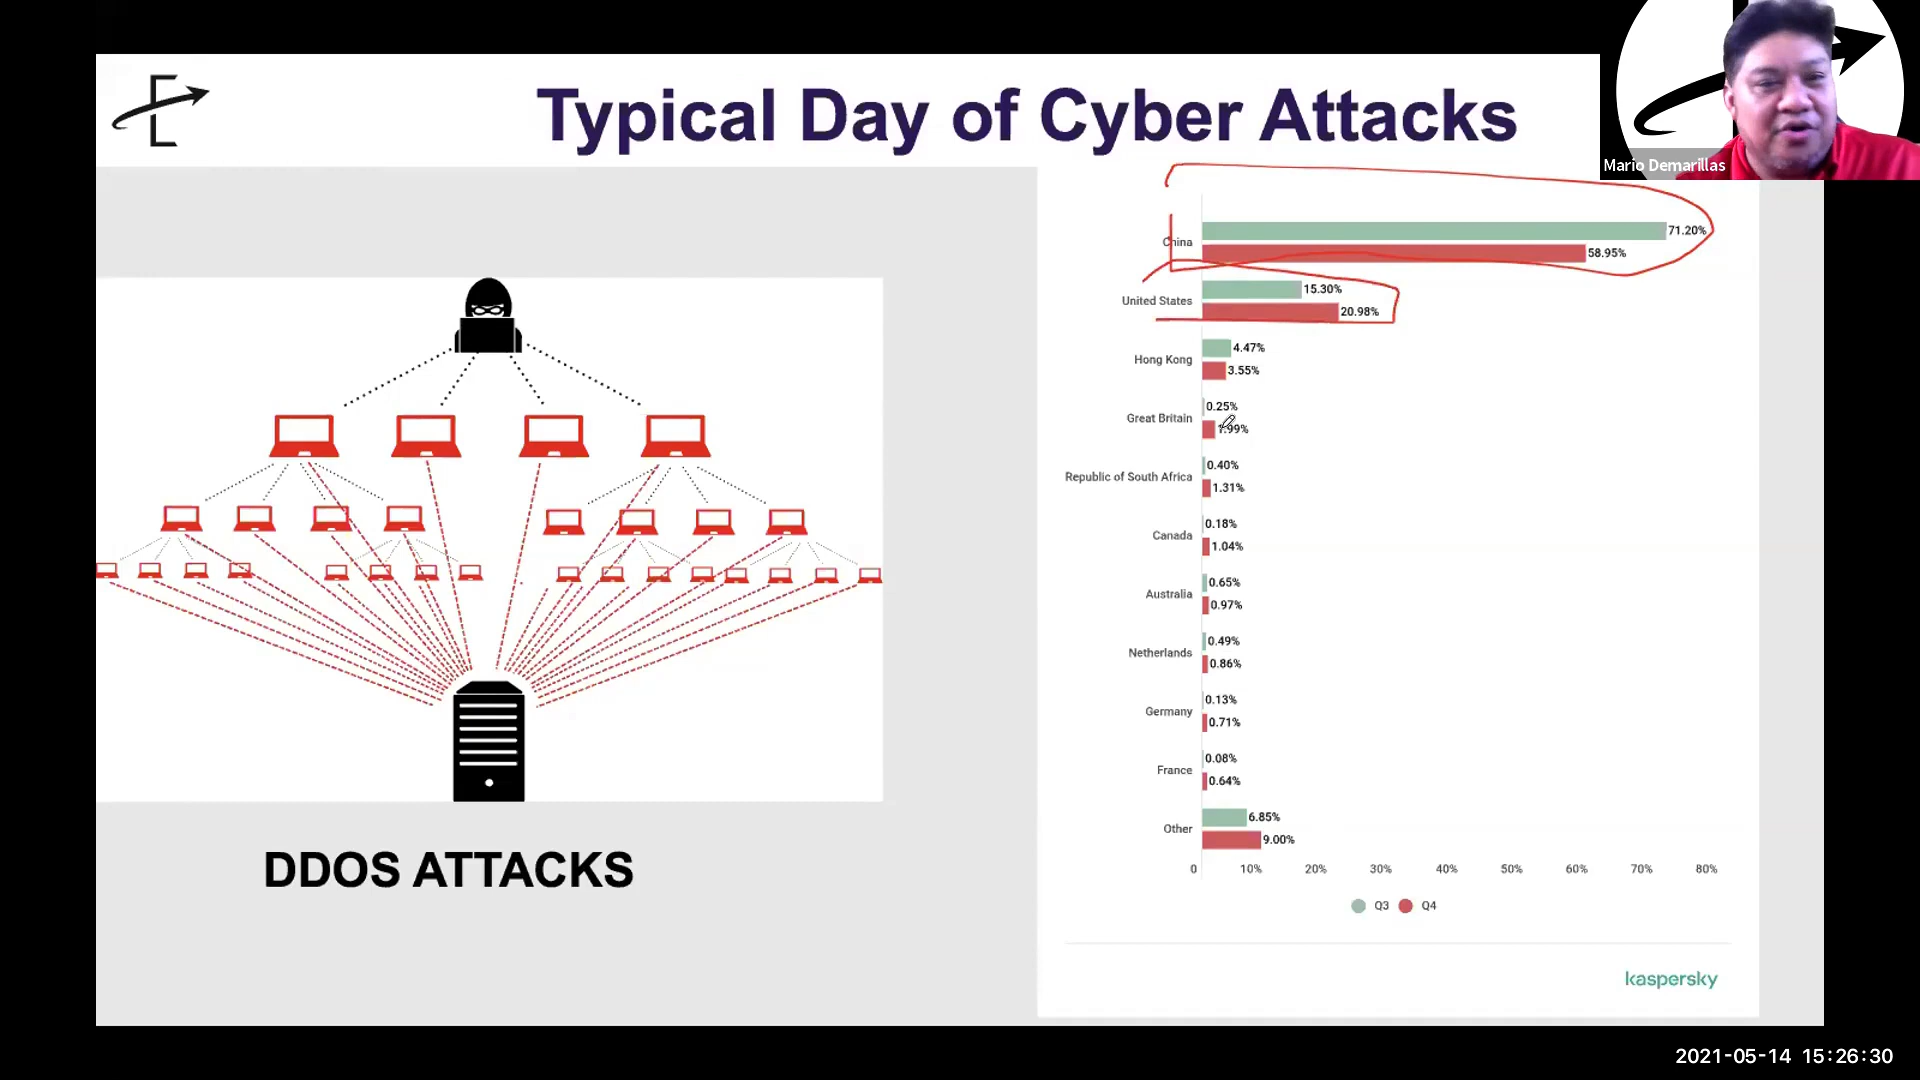 Typical Day of Cyber Attacks
Mario Demarillas
China
71.20%
58.95%
United States
15.30%
20.98%
Hong Kong
4.47%
3.55%
Great Britain
0.25%
1.99%
Republic of South Africa
0.40%
1.31%
Canada
0.18%
1.04%
Australia
0.65%
0.97%
Netherlands
0.49%
0.86%
Germany
0.13%
0.71%
France
0.08%
0.64%
Other
6.85%
9.00%
0 10% 20% 30% 40% 50% 60% 70% 80%
Q3 Q4
kaspersky
DDOS ATTACKS
2021-05-14 15:26:30